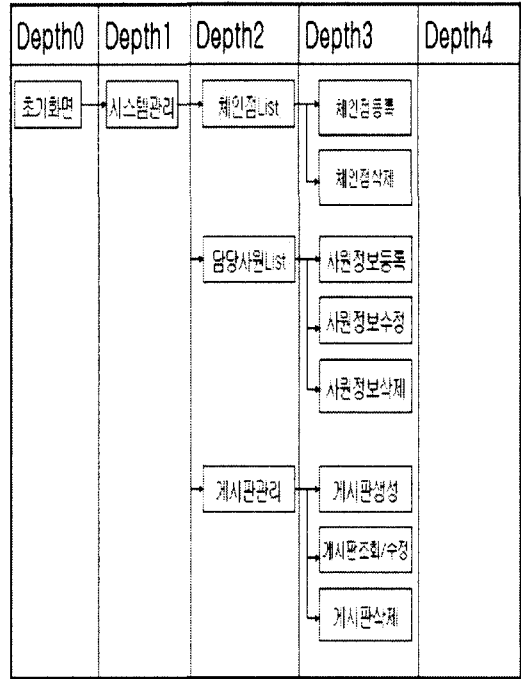 Depth0 Depth1 Depth2 Depth3 Depth4
초기화면 시스템관리 체인점List 체인점등록
체인점삭제
담당사원List 사원정보등록
사원정보수정
사원정보삭제
게시판관리 게시판생성
게시판조회/수정
게시판삭제